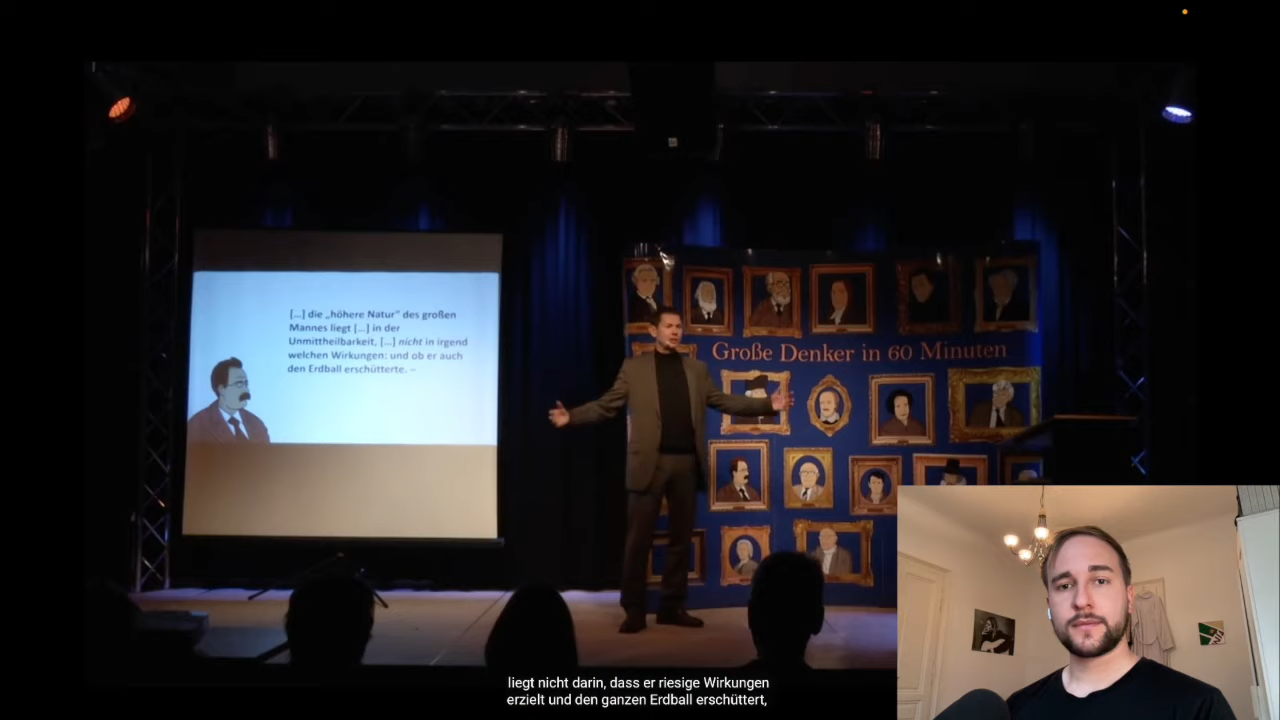 [...] die „höhere Natur" des großen
Mannes liegt [...] in der
Unmittheilbarkeit, [...] nicht in irgend
welchen Wirkungen: und ob er auch
den Erdball erschütterte. –
Große Denker in 60 Minuten
liegt nicht darin, dass er riesige Wirkungen
erzielt und den ganzen Erdball erschüttert,